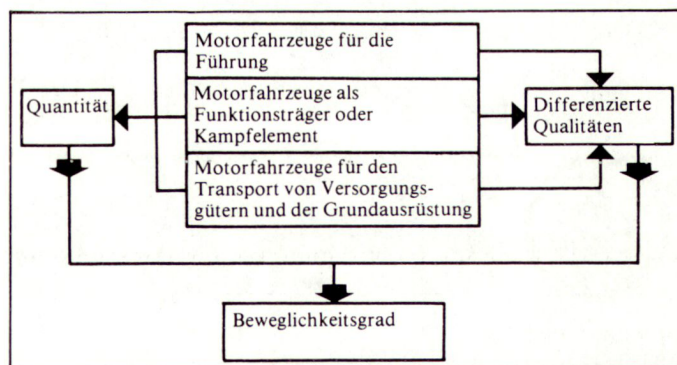 Motorfahrzeuge für die
Führung
Quantität
Motorfahrzeuge als
Funktionsträger oder
Kampfelement
Differenzierte
Qualitäten
Motorfahrzeuge für den
Transport von Versorgungs-
gütern und der Grundausrüstung
Beweglichkeitsgrad